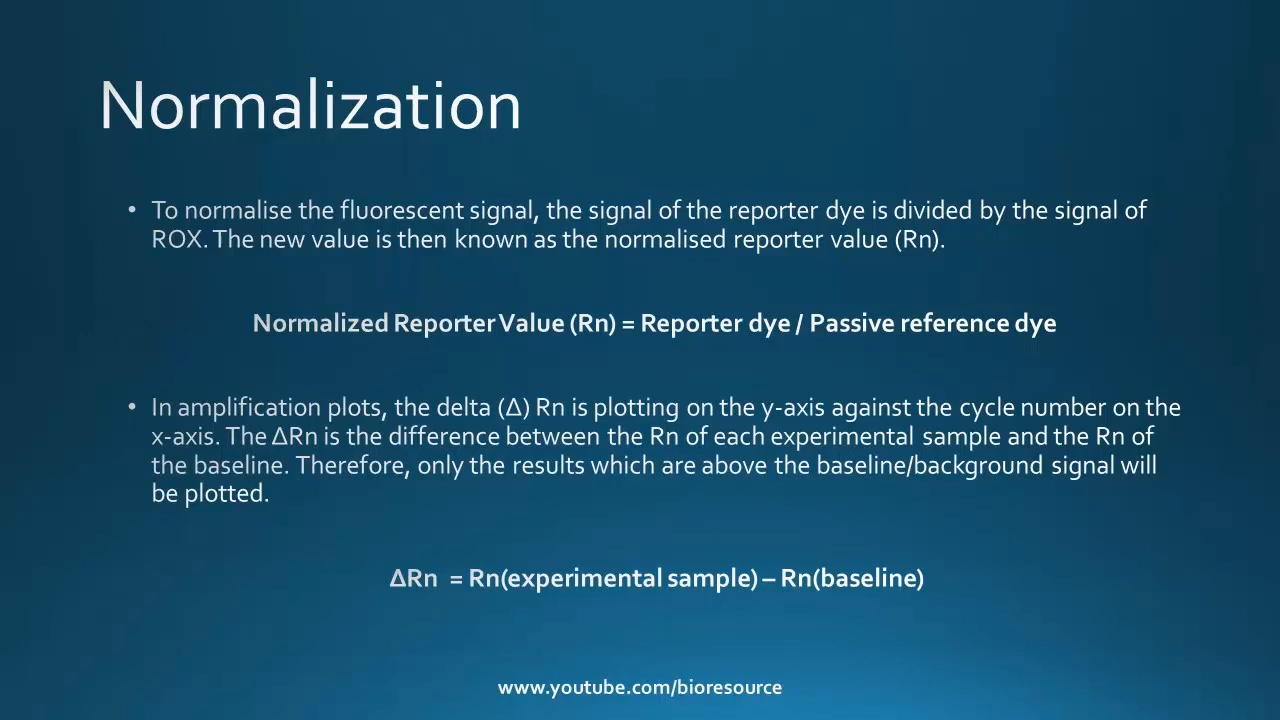 Normalization
• To normalise the fluorescent signal, the signal of the reporter dye is divided by the signal of
ROX. The new value is then known as the normalised reporter value (Rn).
Normalized Reporter Value (Rn) = Reporter dye / Passive reference dye
• In amplification plots, the delta (Δ) Rn is plotting on the y-axis against the cycle number on the
x-axis. The ΔRn is the difference between the Rn of each experimental sample and the Rn of
the baseline. Therefore, only the results which are above the baseline/background signal will
be plotted.
ΔRn = Rn(experimental sample) – Rn(baseline)
www.youtube.com/bioresource